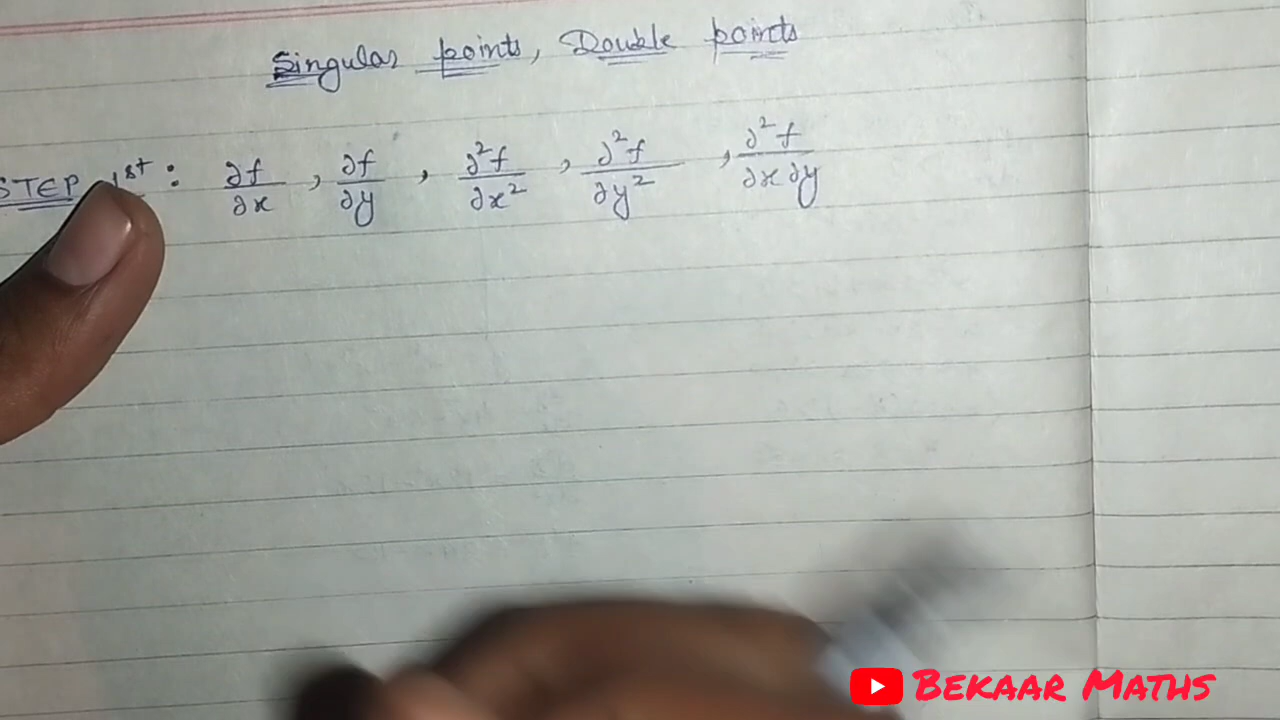 Singular points, Double points
STEP 1st : ∂f/∂x , ∂f/∂y , ∂²f/∂x² , ∂²f/∂y² , ∂²f/∂x∂y
BEKAAR MATHS